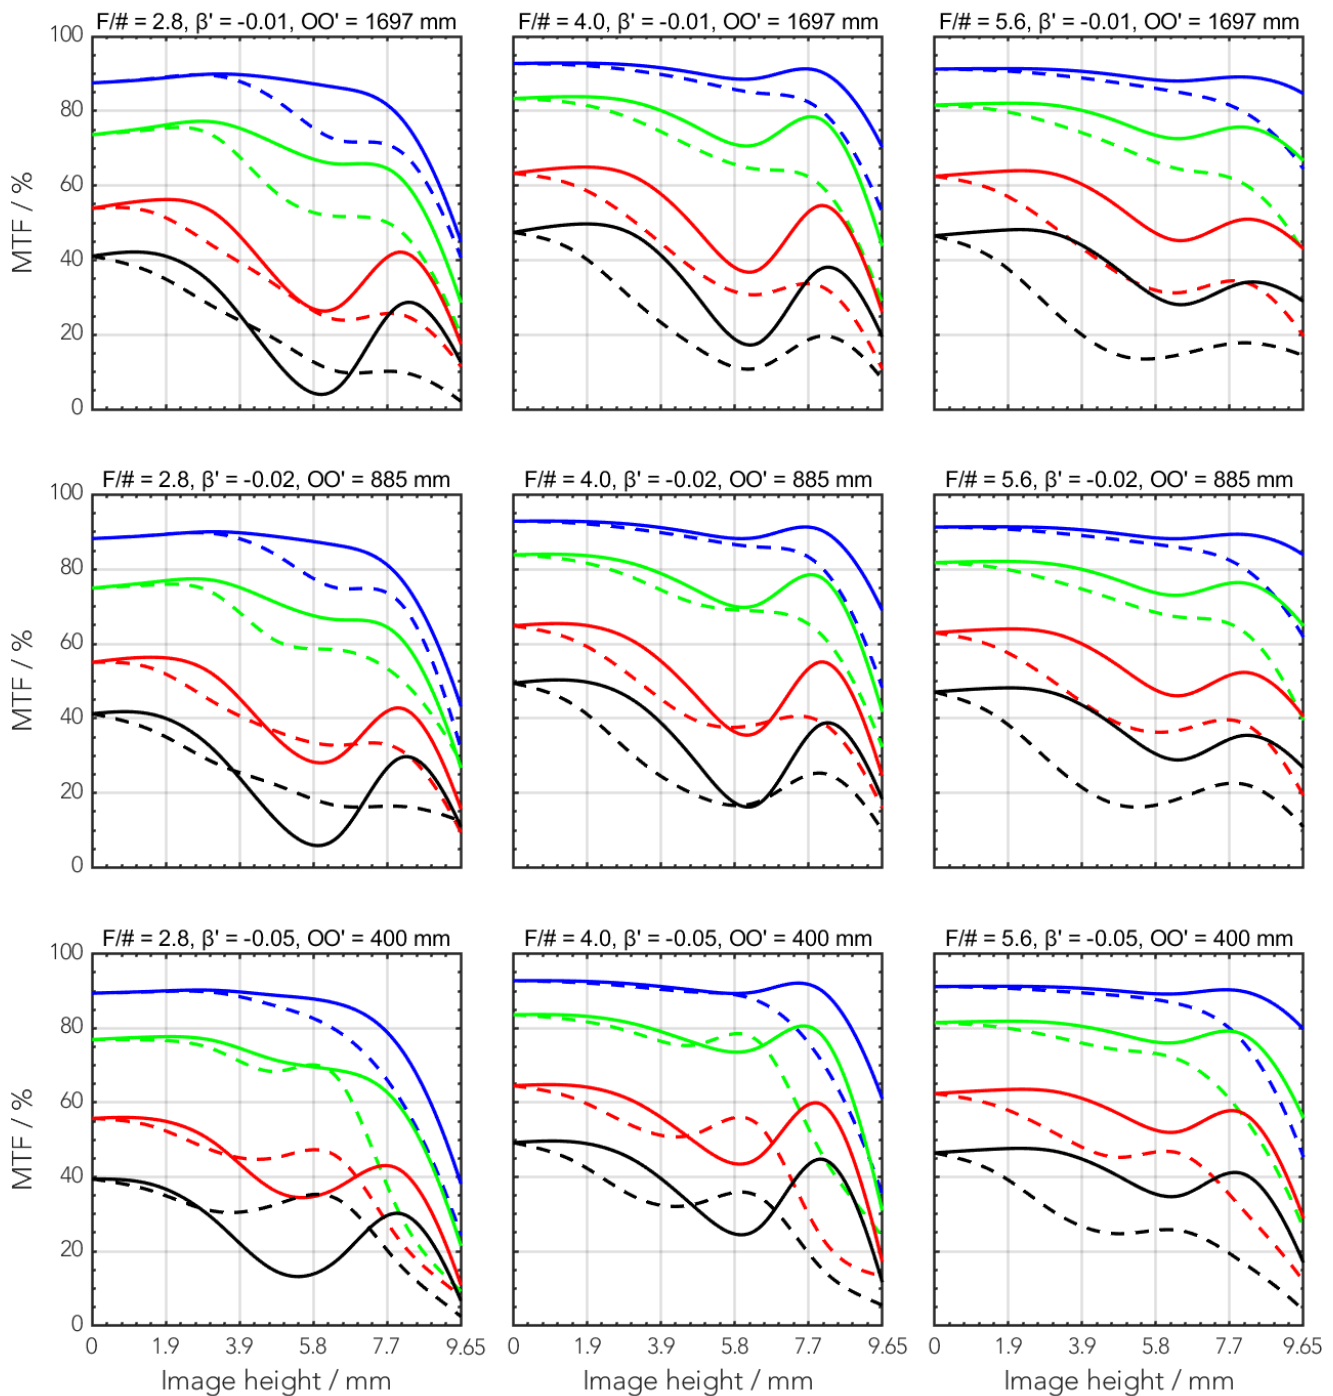 F/# = 2.8, β' = -0.01, OO' = 1697 mm
F/# = 4.0, β' = -0.01, OO' = 1697 mm
F/# = 5.6, β' = -0.01, OO' = 1697 mm
100
80
60
40
20
0
MTF / %
F/# = 2.8, β' = -0.02, OO' = 885 mm
F/# = 4.0, β' = -0.02, OO' = 885 mm
F/# = 5.6, β' = -0.02, OO' = 885 mm
100
80
60
40
20
0
MTF / %
F/# = 2.8, β' = -0.05, OO' = 400 mm
F/# = 4.0, β' = -0.05, OO' = 400 mm
F/# = 5.6, β' = -0.05, OO' = 400 mm
100
80
60
40
20
0
MTF / %
0 1.9 3.9 5.8 7.7 9.65
0 1.9 3.9 5.8 7.7 9.65
0 1.9 3.9 5.8 7.7 9.65
Image height / mm
Image height / mm
Image height / mm